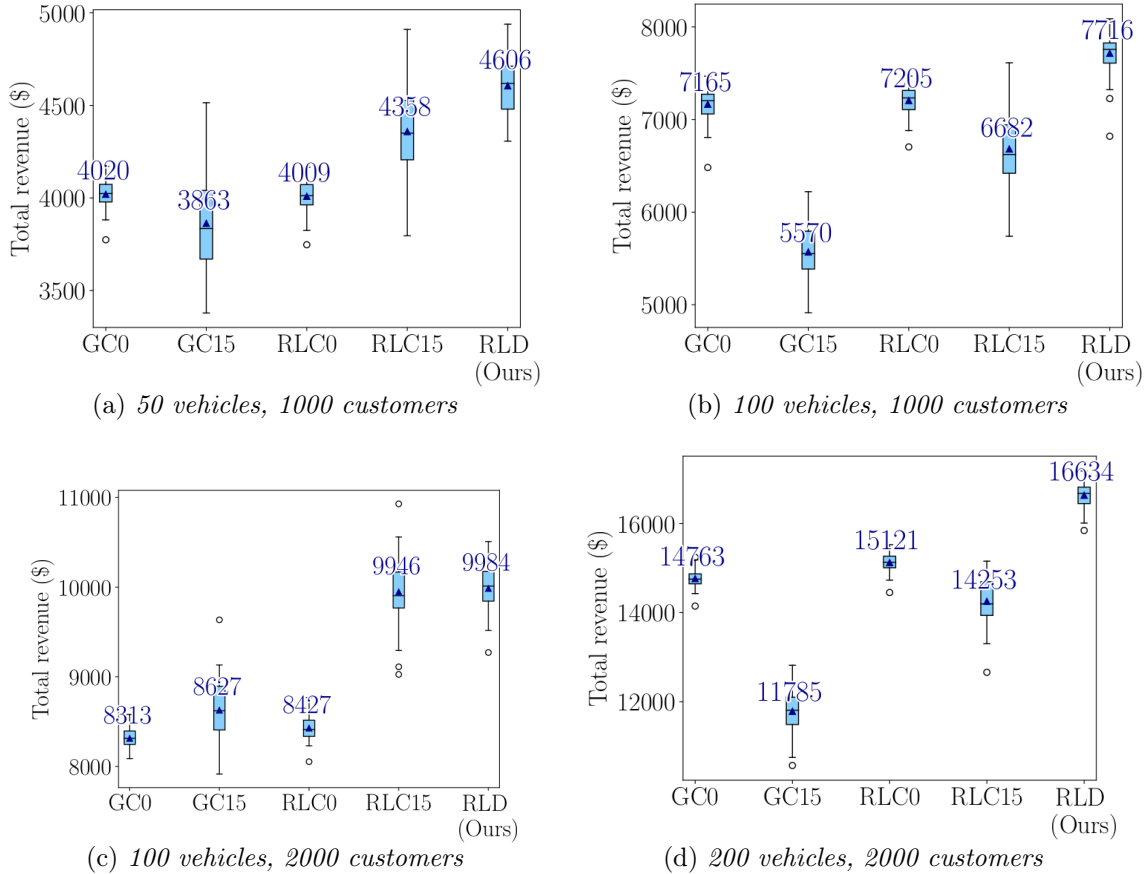 5000
4500
4000
3500
Total revenue ($)
4020
3863
4009
4358
4606
GC0 GC15 RLC0 RLC15 RLD
(Ours)
(a) 50 vehicles, 1000 customers
8000
7000
6000
5000
Total revenue ($)
7165
5570
7205
6682
7716
GC0 GC15 RLC0 RLC15 RLD
(Ours)
(b) 100 vehicles, 1000 customers
11000
10000
9000
8000
Total revenue ($)
8313
8627
8427
9946
9984
GC0 GC15 RLC0 RLC15 RLD
(Ours)
(c) 100 vehicles, 2000 customers
16000
14000
12000
Total revenue ($)
14763
11785
15121
14253
16634
GC0 GC15 RLC0 RLC15 RLD
(Ours)
(d) 200 vehicles, 2000 customers